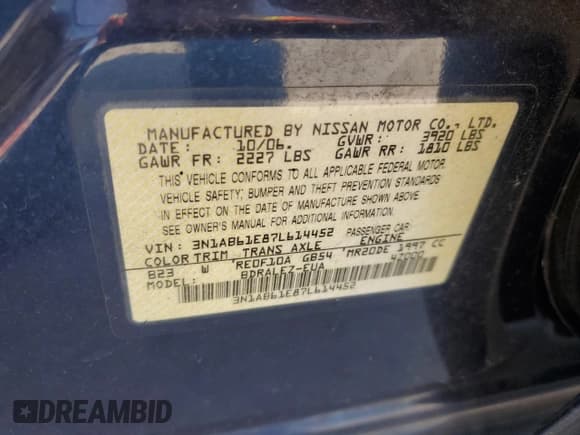 MANUFACTURED BY NISSAN MOTOR CO., LTD.
DATE: 10/06. GVWR: 3920 LBS
GAWR FR: 2227 LBS GAWR RR: 1810 LBS
THIS VEHICLE CONFORMS TO ALL APPLICABLE FEDERAL MOTOR
VEHICLE SAFETY, BUMPER AND THEFT PREVENTION STANDARDS
IN EFFECT ON THE DATE OF MANUFACTURE SHOWN ABOVE.
SEE OWNER'S MANUAL FOR ADDITIONAL INFORMATION.
VIN: 3N1AB61E87L614452 PASSENGER CAR
COLOR TRIM TRANS AXLE ENGINE
B23 W RE0F10A GB54 MR20DE 1997 CC
MODEL: BDRALEZ-EUA 47000
3N1AB61E87L614452
DREAMBID